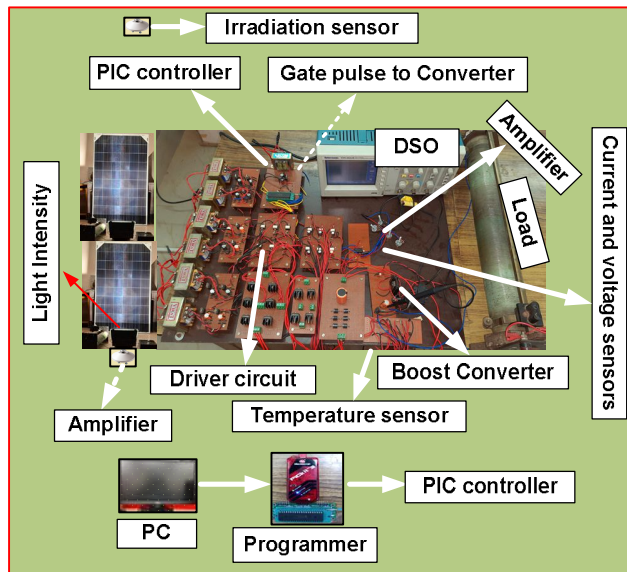 Irradiation sensor
PIC controller
Gate pulse to Converter
DSO
Amplifier
Load
Current and voltage sensors
Light Intensity
Driver circuit
Boost Converter
Amplifier
Temperature sensor
PC
Programmer
PIC controller